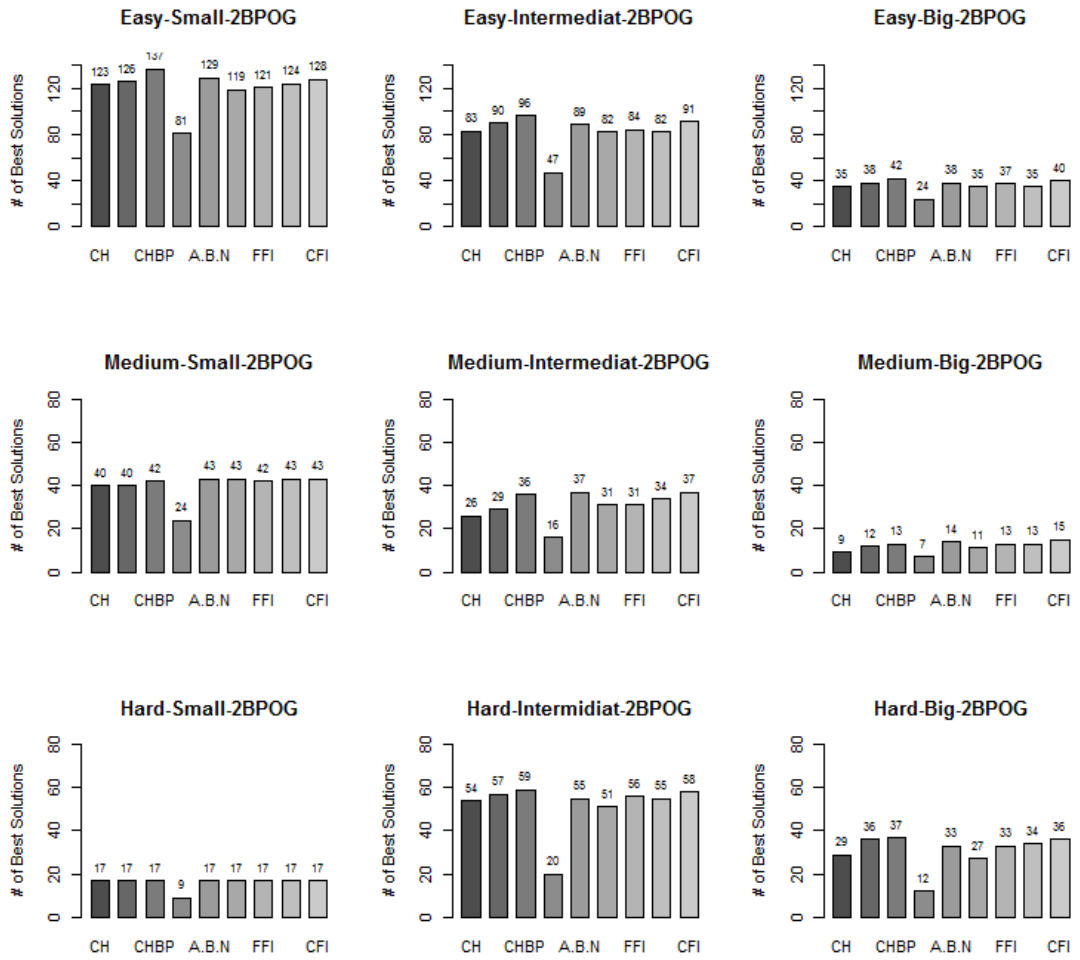 Easy-Small-2BPOG
# of Best Solutions
0 40 80 120
123 126 137 81 129 119 121 124 128
CH CHBP A.B.N FFI CFI
Easy-Intermediat-2BPOG
# of Best Solutions
0 40 80 120
83 90 96 47 89 82 84 82 91
CH CHBP A.B.N FFI CFI
Easy-Big-2BPOG
# of Best Solutions
0 40 80 120
35 38 42 24 38 35 37 35 40
CH CHBP A.B.N FFI CFI
Medium-Small-2BPOG
# of Best Solutions
0 20 40 60 80
40 40 42 24 43 43 42 43 43
CH CHBP A.B.N FFI CFI
Medium-Intermediat-2BPOG
# of Best Solutions
0 20 40 60 80
26 29 36 16 37 31 31 34 37
CH CHBP A.B.N FFI CFI
Medium-Big-2BPOG
# of Best Solutions
0 20 40 60 80
9 12 13 7 14 11 13 13 15
CH CHBP A.B.N FFI CFI
Hard-Small-2BPOG
# of Best Solutions
0 20 40 60 80
17 17 17 9 17 17 17 17 17
CH CHBP A.B.N FFI CFI
Hard-Intermidiat-2BPOG
# of Best Solutions
0 20 40 60 80
54 57 59 20 55 51 56 55 58
CH CHBP A.B.N FFI CFI
Hard-Big-2BPOG
# of Best Solutions
0 20 40 60 80
29 36 37 12 33 27 33 34 36
CH CHBP A.B.N FFI CFI